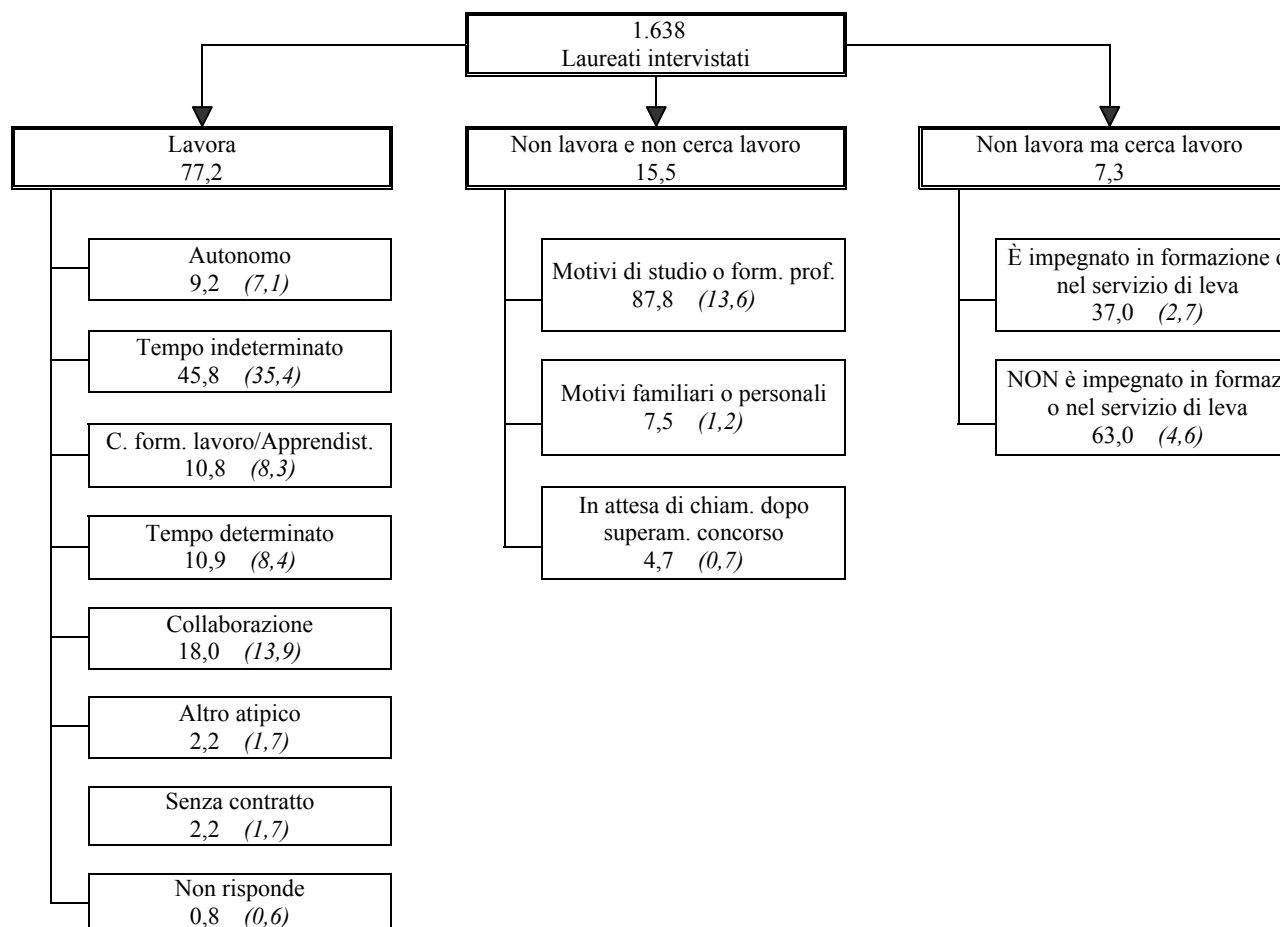 1.638
Laureati intervistati
Lavora
77,2
Autonomo
9,2 (7,1)
Tempo indeterminato
45,8 (35,4)
C. form. lavoro/Apprendist.
10,8 (8,3)
Tempo determinato
10,9 (8,4)
Collaborazione
18,0 (13,9)
Altro atipico
2,2 (1,7)
Senza contratto
2,2 (1,7)
Non risponde
0,8 (0,6)
Non lavora e non cerca lavoro
15,5
Motivi di studio o form. prof.
87,8 (13,6)
Motivi familiari o personali
7,5 (1,2)
In attesa di chiam. dopo
superam. concorso
4,7 (0,7)
Non lavora ma cerca lavoro
7,3
È impegnato in formazione
nel servizio di leva
37,0 (2,7)
NON è impegnato in
o nel servizio di leva
63,0 (4,6)